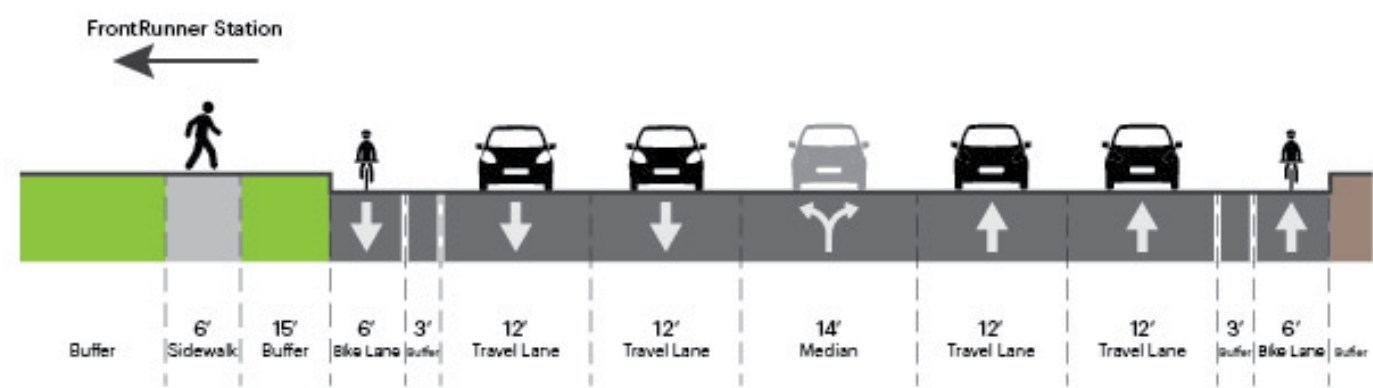 FrontRunner Station
6' 15' 6' 3' 12' 12' 14' 12' 12' 3' 6'
Buffer Sidewalk Buffer Bike Lane Buffer Travel Lane Travel Lane Median Travel Lane Travel Lane Buffer Bike Lane Buffer